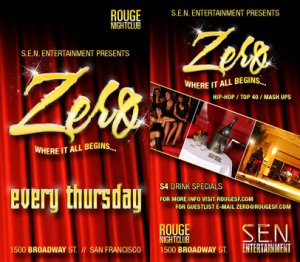 ROUGE
NIGHTCLUB
S.E.N. ENTERTAINMENT PRESENTS
Zero
WHERE IT ALL BEGINS...
every thursday
1500 BROADWAY ST. // SAN FRANCISCO
S.E.N. ENTERTAINMENT PRESENTS
Zero
WHERE IT ALL BEGINS...
HIP-HOP / TOP 40 / MASH UPS
$4 DRINK SPECIALS
FOR MORE INFO VISIT ROUGESF.COM
FOR GUESTLIST E-MAIL ZERO@ROUGESF.COM
ROUGE
NIGHTCLUB
SEN
ENTERTAINMENT
1500 BROADWAY ST. // SAN FRANCISCO